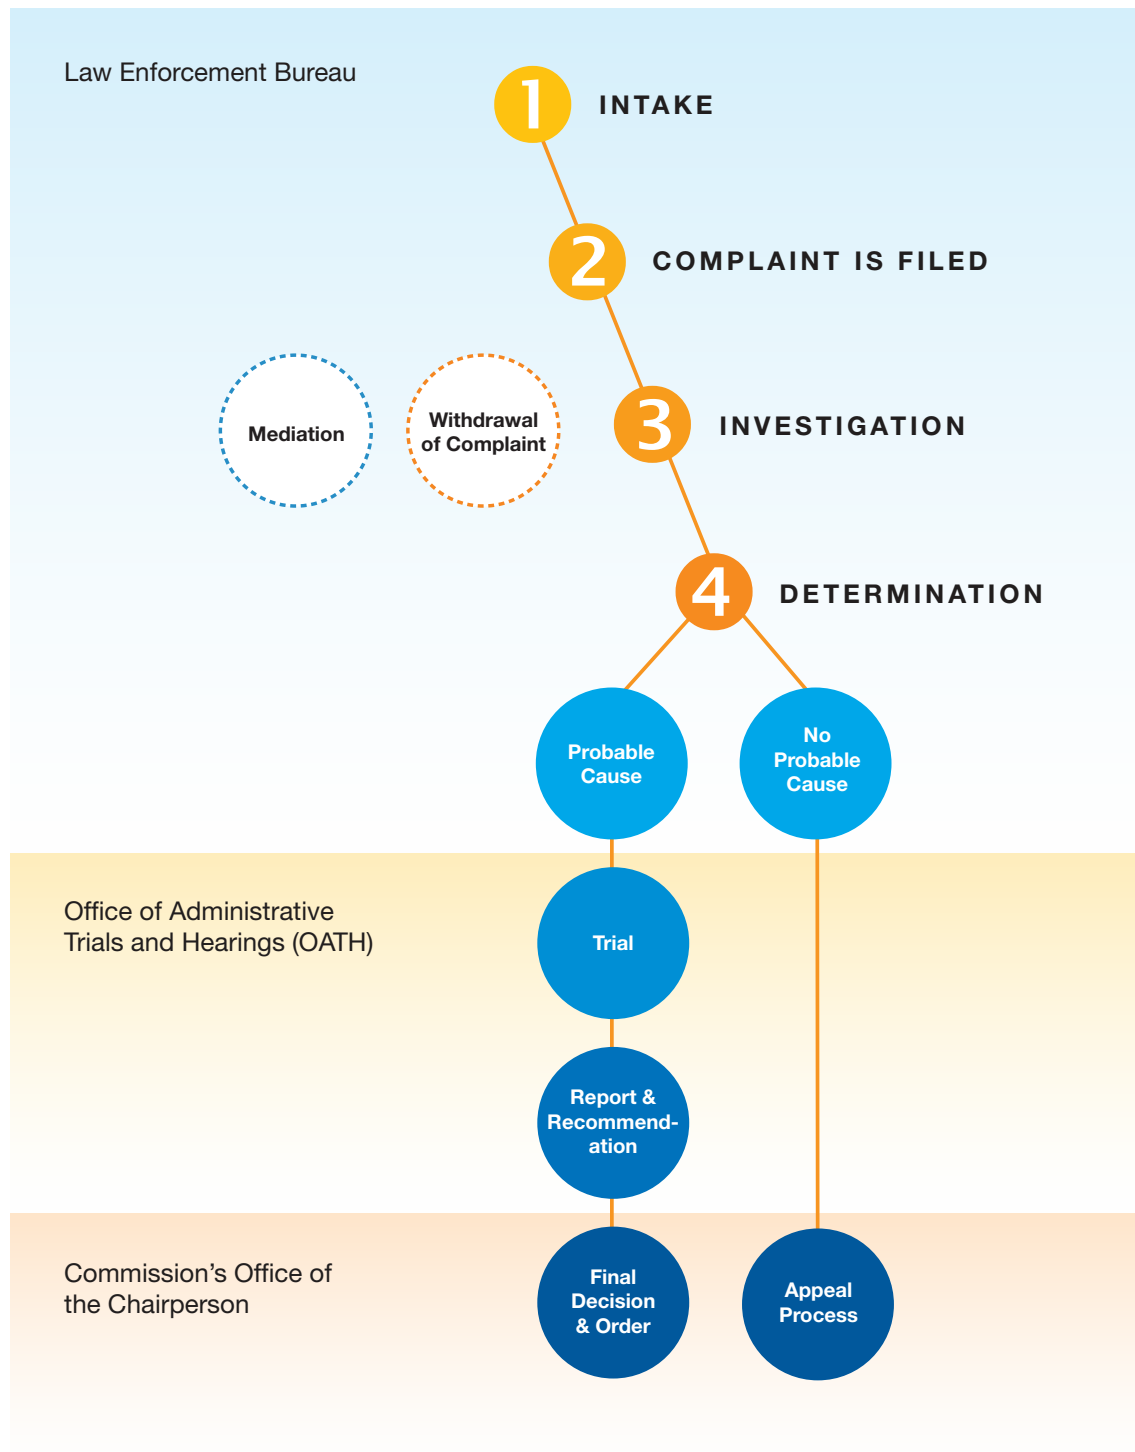 Law Enforcement Bureau
1 INTAKE
2 COMPLAINT IS FILED
Mediation
Withdrawal
of Complaint
3 INVESTIGATION
4 DETERMINATION
Probable
Cause
No
Probable
Cause
Office of Administrative
Trials and Hearings (OATH)
Trial
Report &
Recommend-
ation
Commission’s Office of
the Chairperson
Final
Decision
& Order
Appeal
Process